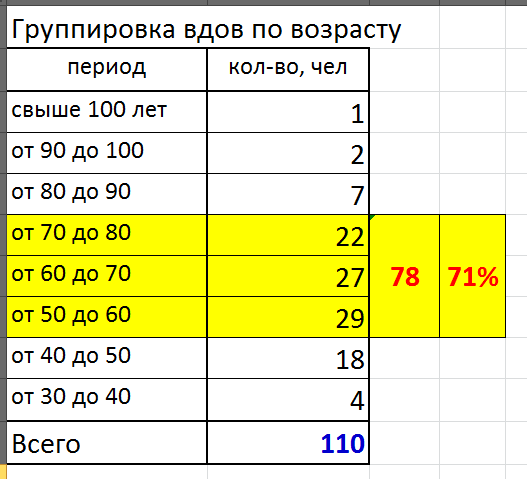 Группировка вдов по возрасту
период кол-во, чел
свыше 100 лет 1
от 90 до 100 2
от 80 до 90 7
от 70 до 80 22
от 60 до 70 27 78 71%
от 50 до 60 29
от 40 до 50 18
от 30 до 40 4
Всего 110